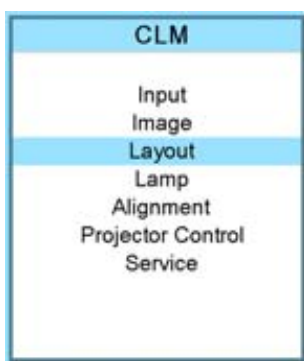 CLM
Input
Image
Layout
Lamp
Alignment
Projector Control
Service